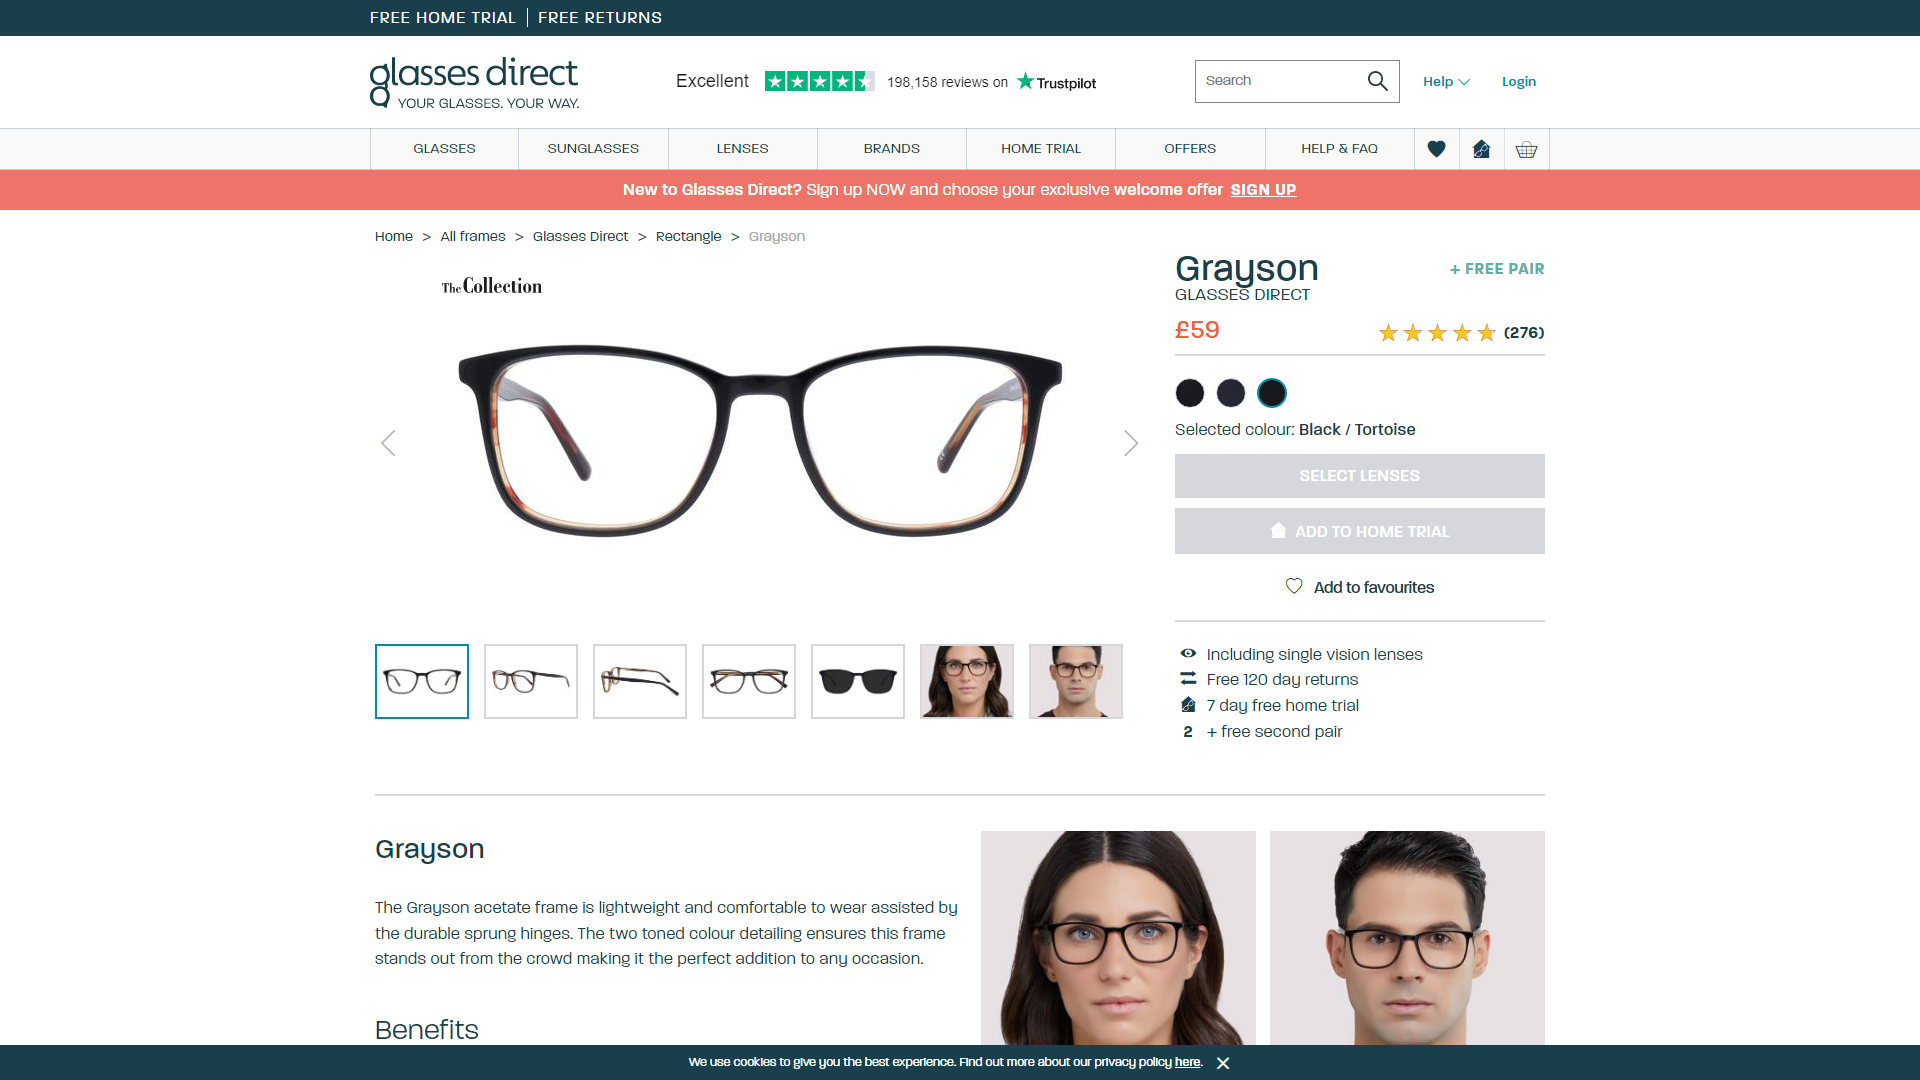 FREE HOME TRIAL | FREE RETURNS
glasses direct
YOUR GLASSES. YOUR WAY.
Excellent 198,158 reviews on Trustpilot
Search
Help
Login
GLASSES
SUNGLASSES
LENSES
BRANDS
HOME TRIAL
OFFERS
HELP & FAQ
New to Glasses Direct? Sign up NOW and choose your exclusive welcome offer SIGN UP
Home > All frames > Glasses Direct > Rectangle > Grayson
The Collection
Grayson
+ FREE PAIR
GLASSES DIRECT
£59
(276)
Selected colour: Black / Tortoise
SELECT LENSES
ADD TO HOME TRIAL
Add to favourites
Including single vision lenses
Free 120 day returns
7 day free home trial
2 + free second pair
Grayson
The Grayson acetate frame is lightweight and comfortable to wear assisted by
the durable sprung hinges. The two toned colour detailing ensures this frame
stands out from the crowd making it the perfect addition to any occasion.
Benefits
We use cookies to give you the best experience. Find out more about our privacy policy here.